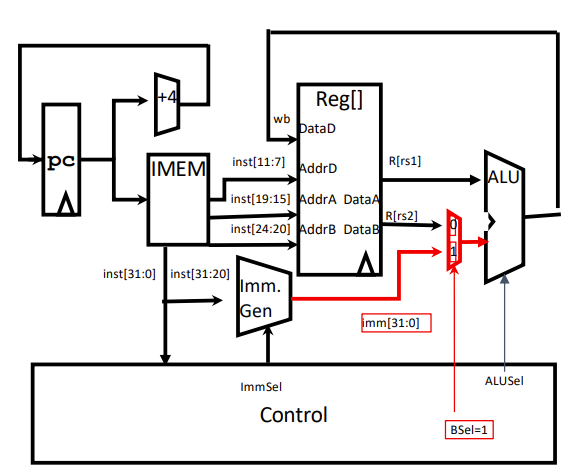 +4
Reg[]
wb
DataD
pc
IMEM
inst[11:7]
AddrD
R[rs1]
ALU
inst[19:15]
AddrA DataA
R[rs2]
inst[24:20]
AddrB DataB
0
1
inst[31:0]
inst[31:20]
Imm.
Gen
imm[31:0]
ImmSel
ALUSel
Control
BSel=1